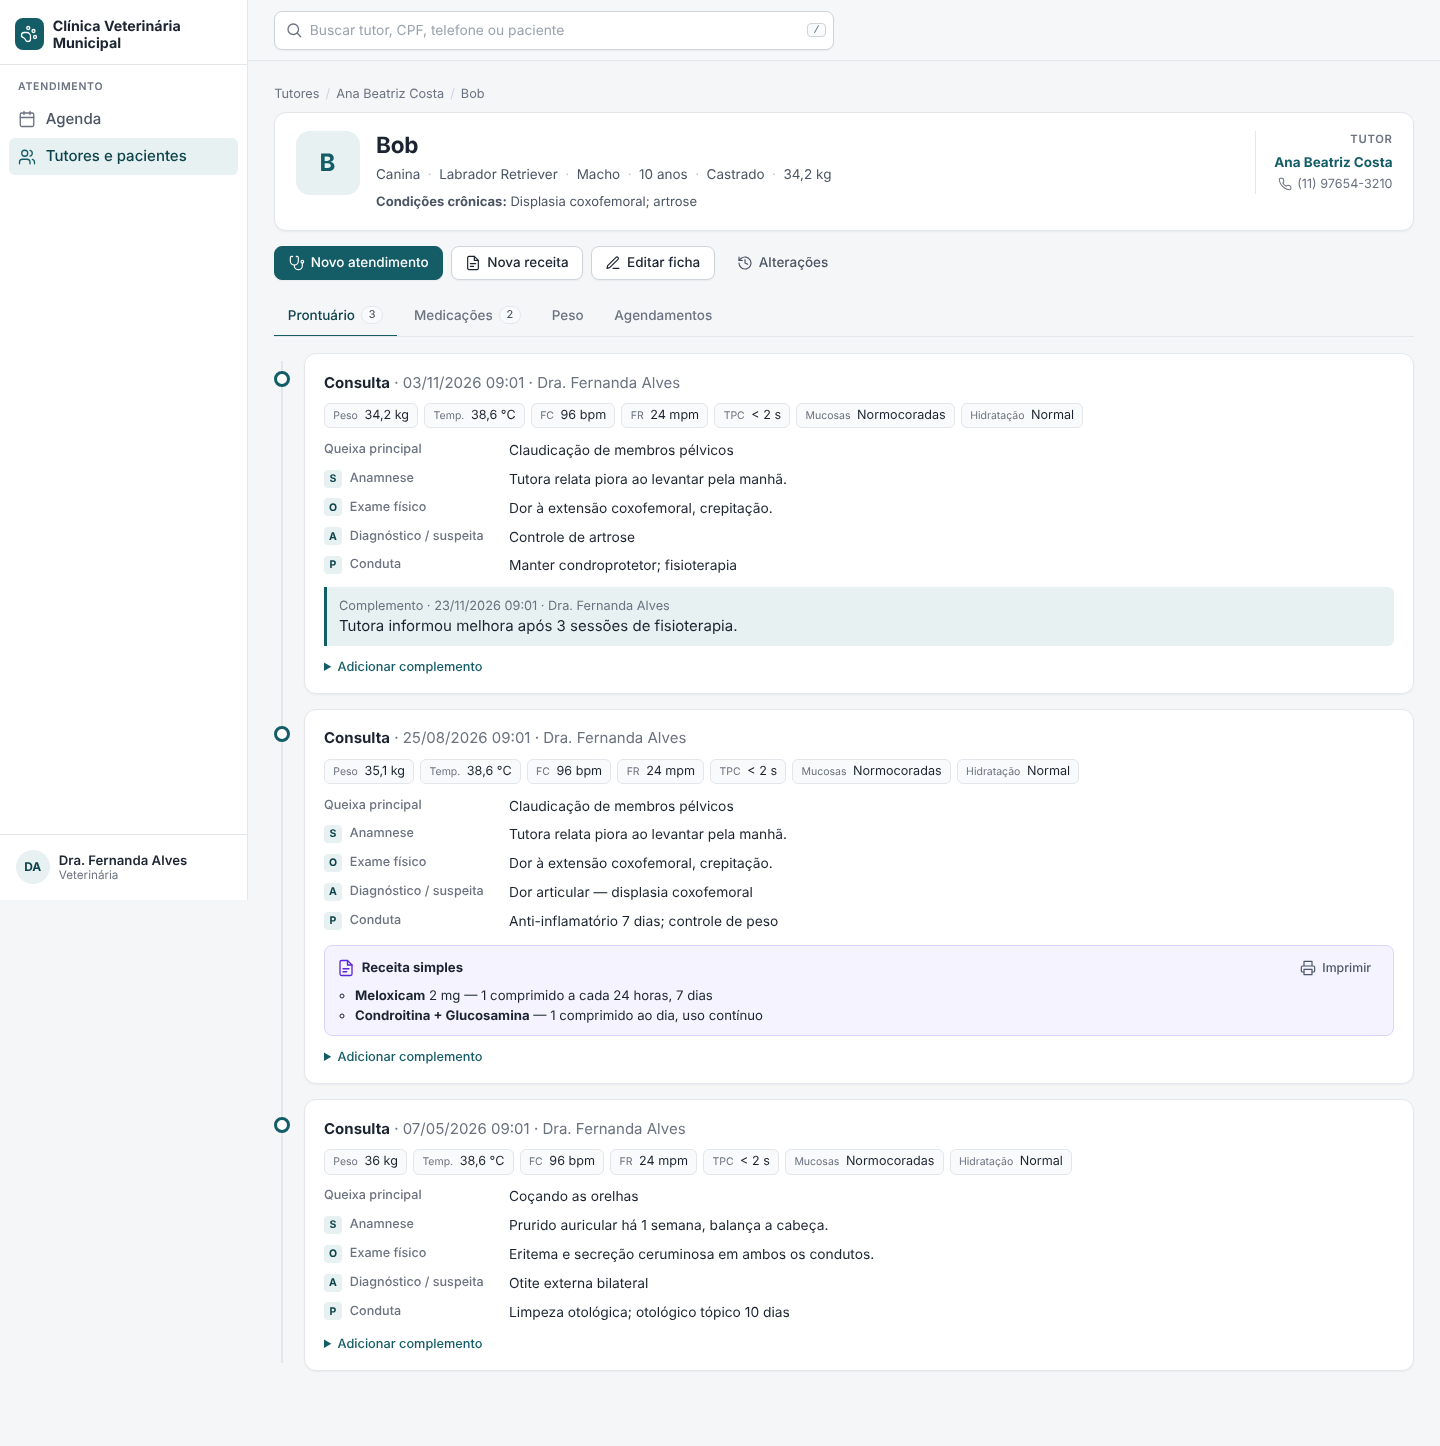 Clínica Veterinária
Municipal
ATENDIMENTO
Agenda
Tutores e pacientes
Dra. Fernanda Alves
DA
Veterinária
Buscar tutor, CPF, telefone ou paciente /
Tutores / Ana Beatriz Costa / Bob
B
Bob
Canina · Labrador Retriever · Macho · 10 anos · Castrado · 34,2 kg
Condições crônicas: Displasia coxofemoral; artrose
TUTOR
Ana Beatriz Costa
(11) 97654-3210
Novo atendimento Nova receita Editar ficha Alterações
Prontuário 3 Medicações 2 Peso Agendamentos
Consulta · 03/11/2026 09:01 · Dra. Fernanda Alves
Peso 34,2 kg Temp. 38,6 °C FC 96 bpm FR 24 mpm TPC < 2 s Mucosas Normocoradas Hidratação Normal
Queixa principal Claudicação de membros pélvicos
S Anamnese Tutora relata piora ao levantar pela manhã.
O Exame físico Dor à extensão coxofemoral, crepitação.
A Diagnóstico / suspeita Controle de artrose
P Conduta Manter condroprotetor; fisioterapia
Complemento · 23/11/2026 09:01 · Dra. Fernanda Alves
Tutora informou melhora após 3 sessões de fisioterapia.
Adicionar complemento
Consulta · 25/08/2026 09:01 · Dra. Fernanda Alves
Peso 35,1 kg Temp. 38,6 °C FC 96 bpm FR 24 mpm TPC < 2 s Mucosas Normocoradas Hidratação Normal
Queixa principal Claudicação de membros pélvicos
S Anamnese Tutora relata piora ao levantar pela manhã.
O Exame físico Dor à extensão coxofemoral, crepitação.
A Diagnóstico / suspeita Dor articular — displasia coxofemoral
P Conduta Anti-inflamatório 7 dias; controle de peso
Receita simples Imprimir
Meloxicam 2 mg — 1 comprimido a cada 24 horas, 7 dias
Condroitina + Glucosamina — 1 comprimido ao dia, uso contínuo
Adicionar complemento
Consulta · 07/05/2026 09:01 · Dra. Fernanda Alves
Peso 36 kg Temp. 38,6 °C FC 96 bpm FR 24 mpm TPC < 2 s Mucosas Normocoradas Hidratação Normal
Queixa principal Coçando as orelhas
S Anamnese Prurido auricular há 1 semana, balança a cabeça.
O Exame físico Eritema e secreção ceruminosa em ambos os condutos.
A Diagnóstico / suspeita Otite externa bilateral
P Conduta Limpeza otológica; otológico tópico 10 dias
Adicionar complemento